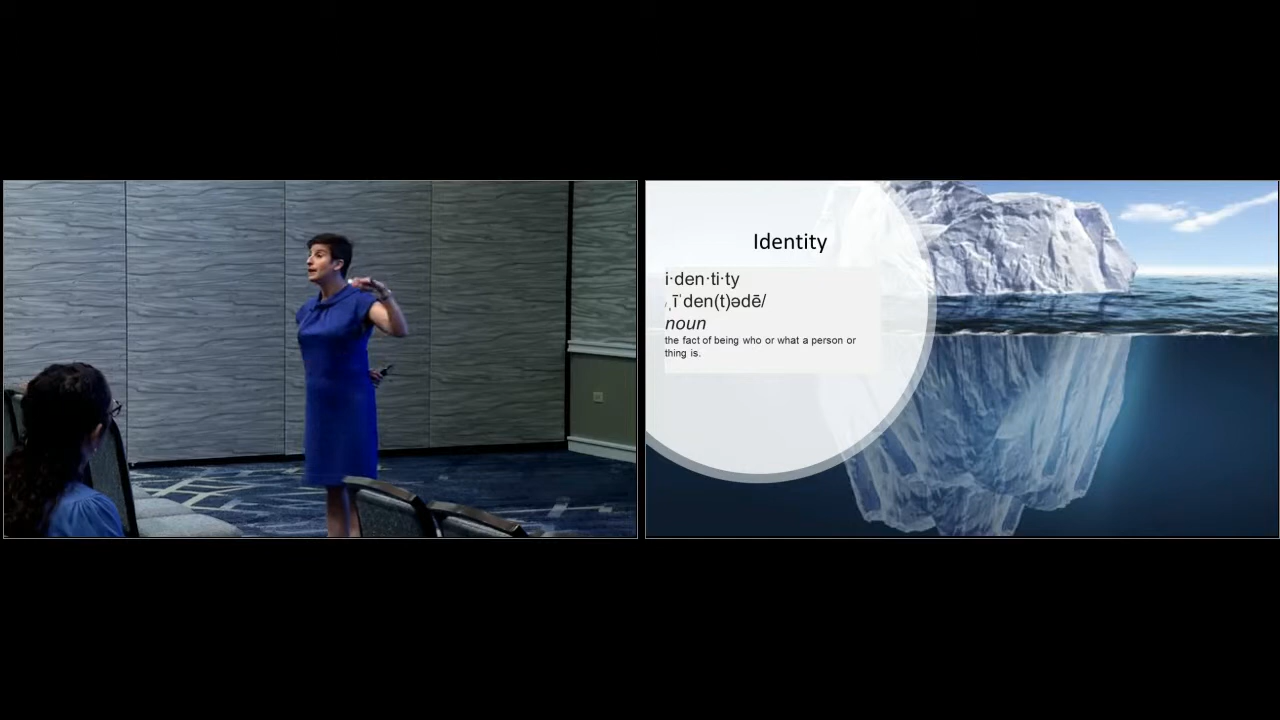 Identity
i·den·ti·ty
/ˌīˈden(t)ədē/
noun
the fact of being who or what a person or
thing is.